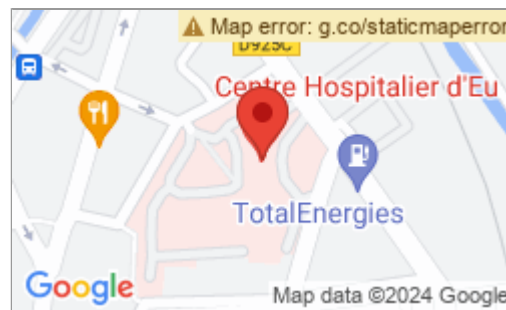 Map error: g.co/staticmaperror
D925C
Centre Hospitalier d'Eu
TotalEnergies
Google
Map data ©2024 Google